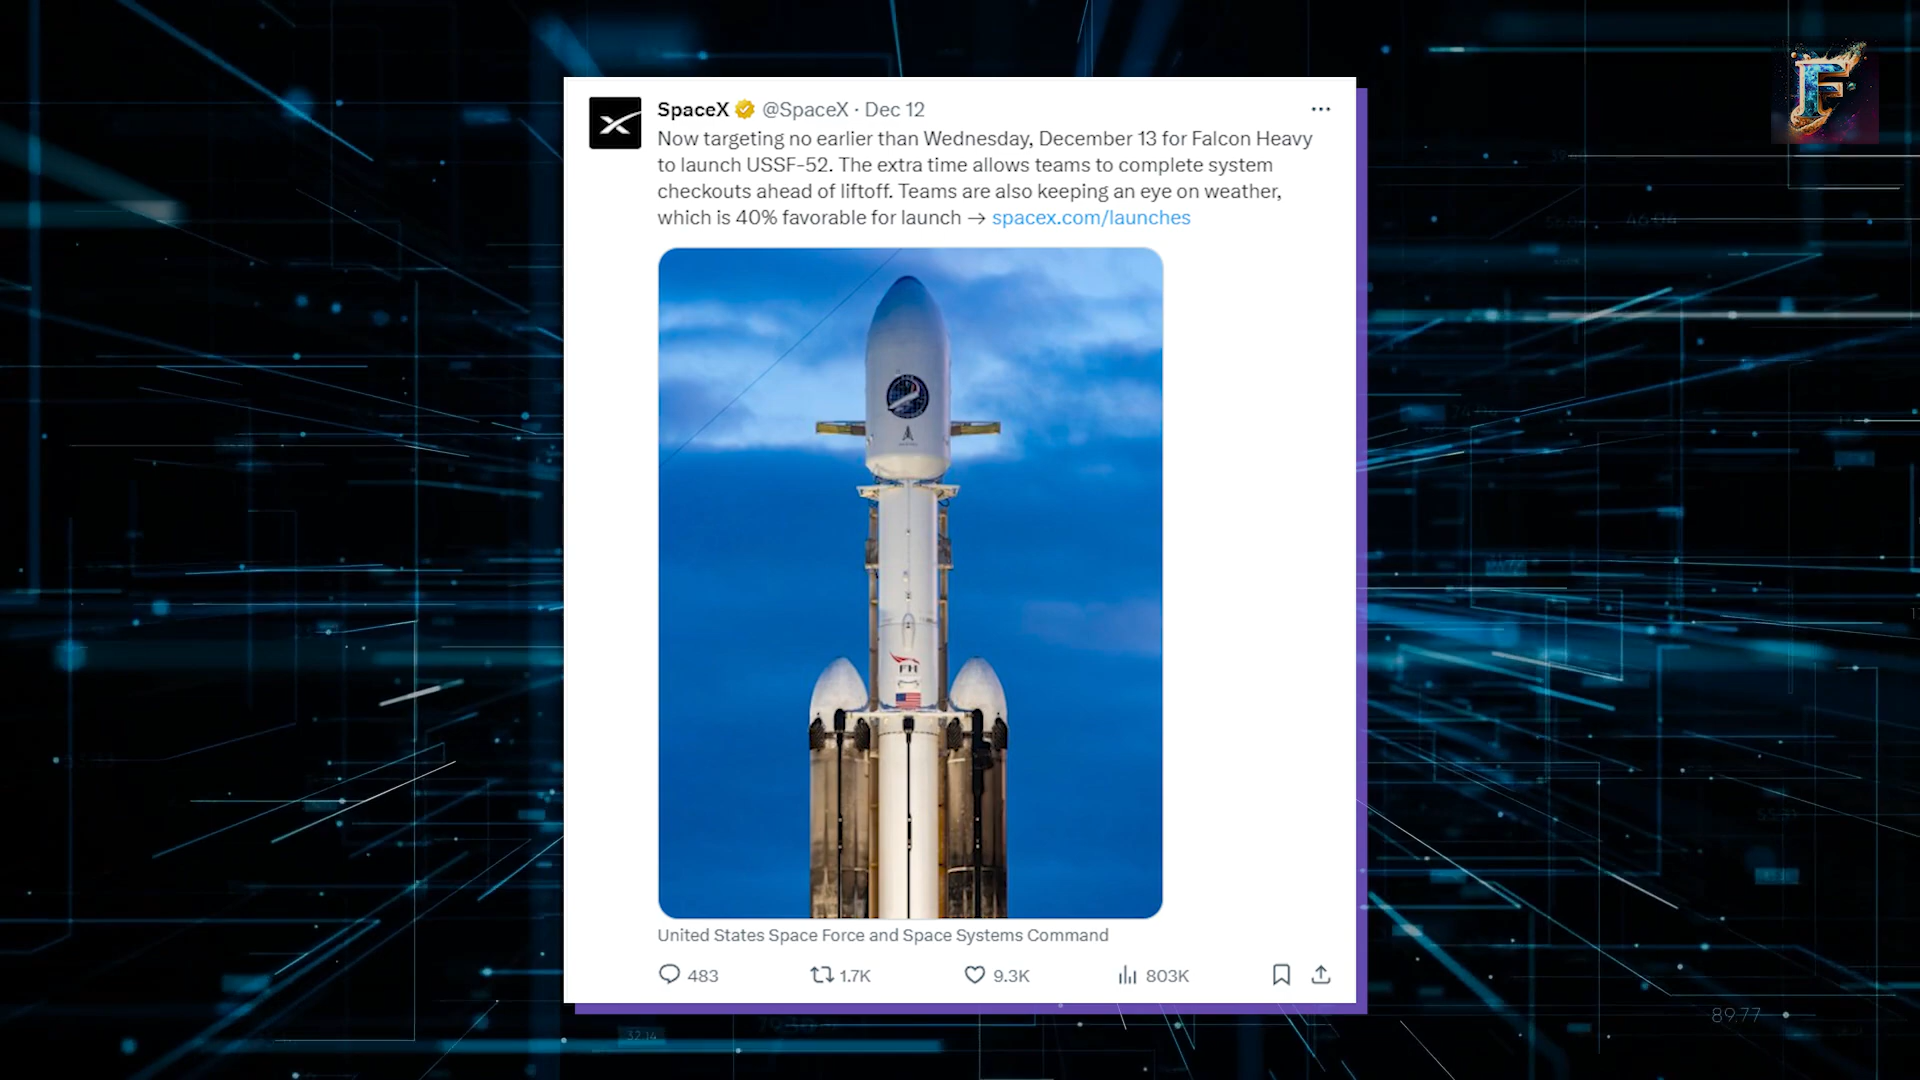 SpaceX @SpaceX · Dec 12
Now targeting no earlier than Wednesday, December 13 for Falcon Heavy
to launch USSF-52. The extra time allows teams to complete system
checkouts ahead of liftoff. Teams are also keeping an eye on weather,
which is 40% favorable for launch → spacex.com/launches
FH
United States Space Force and Space Systems Command
483 1.7K 9.3K 803K
F
89.77
32.14